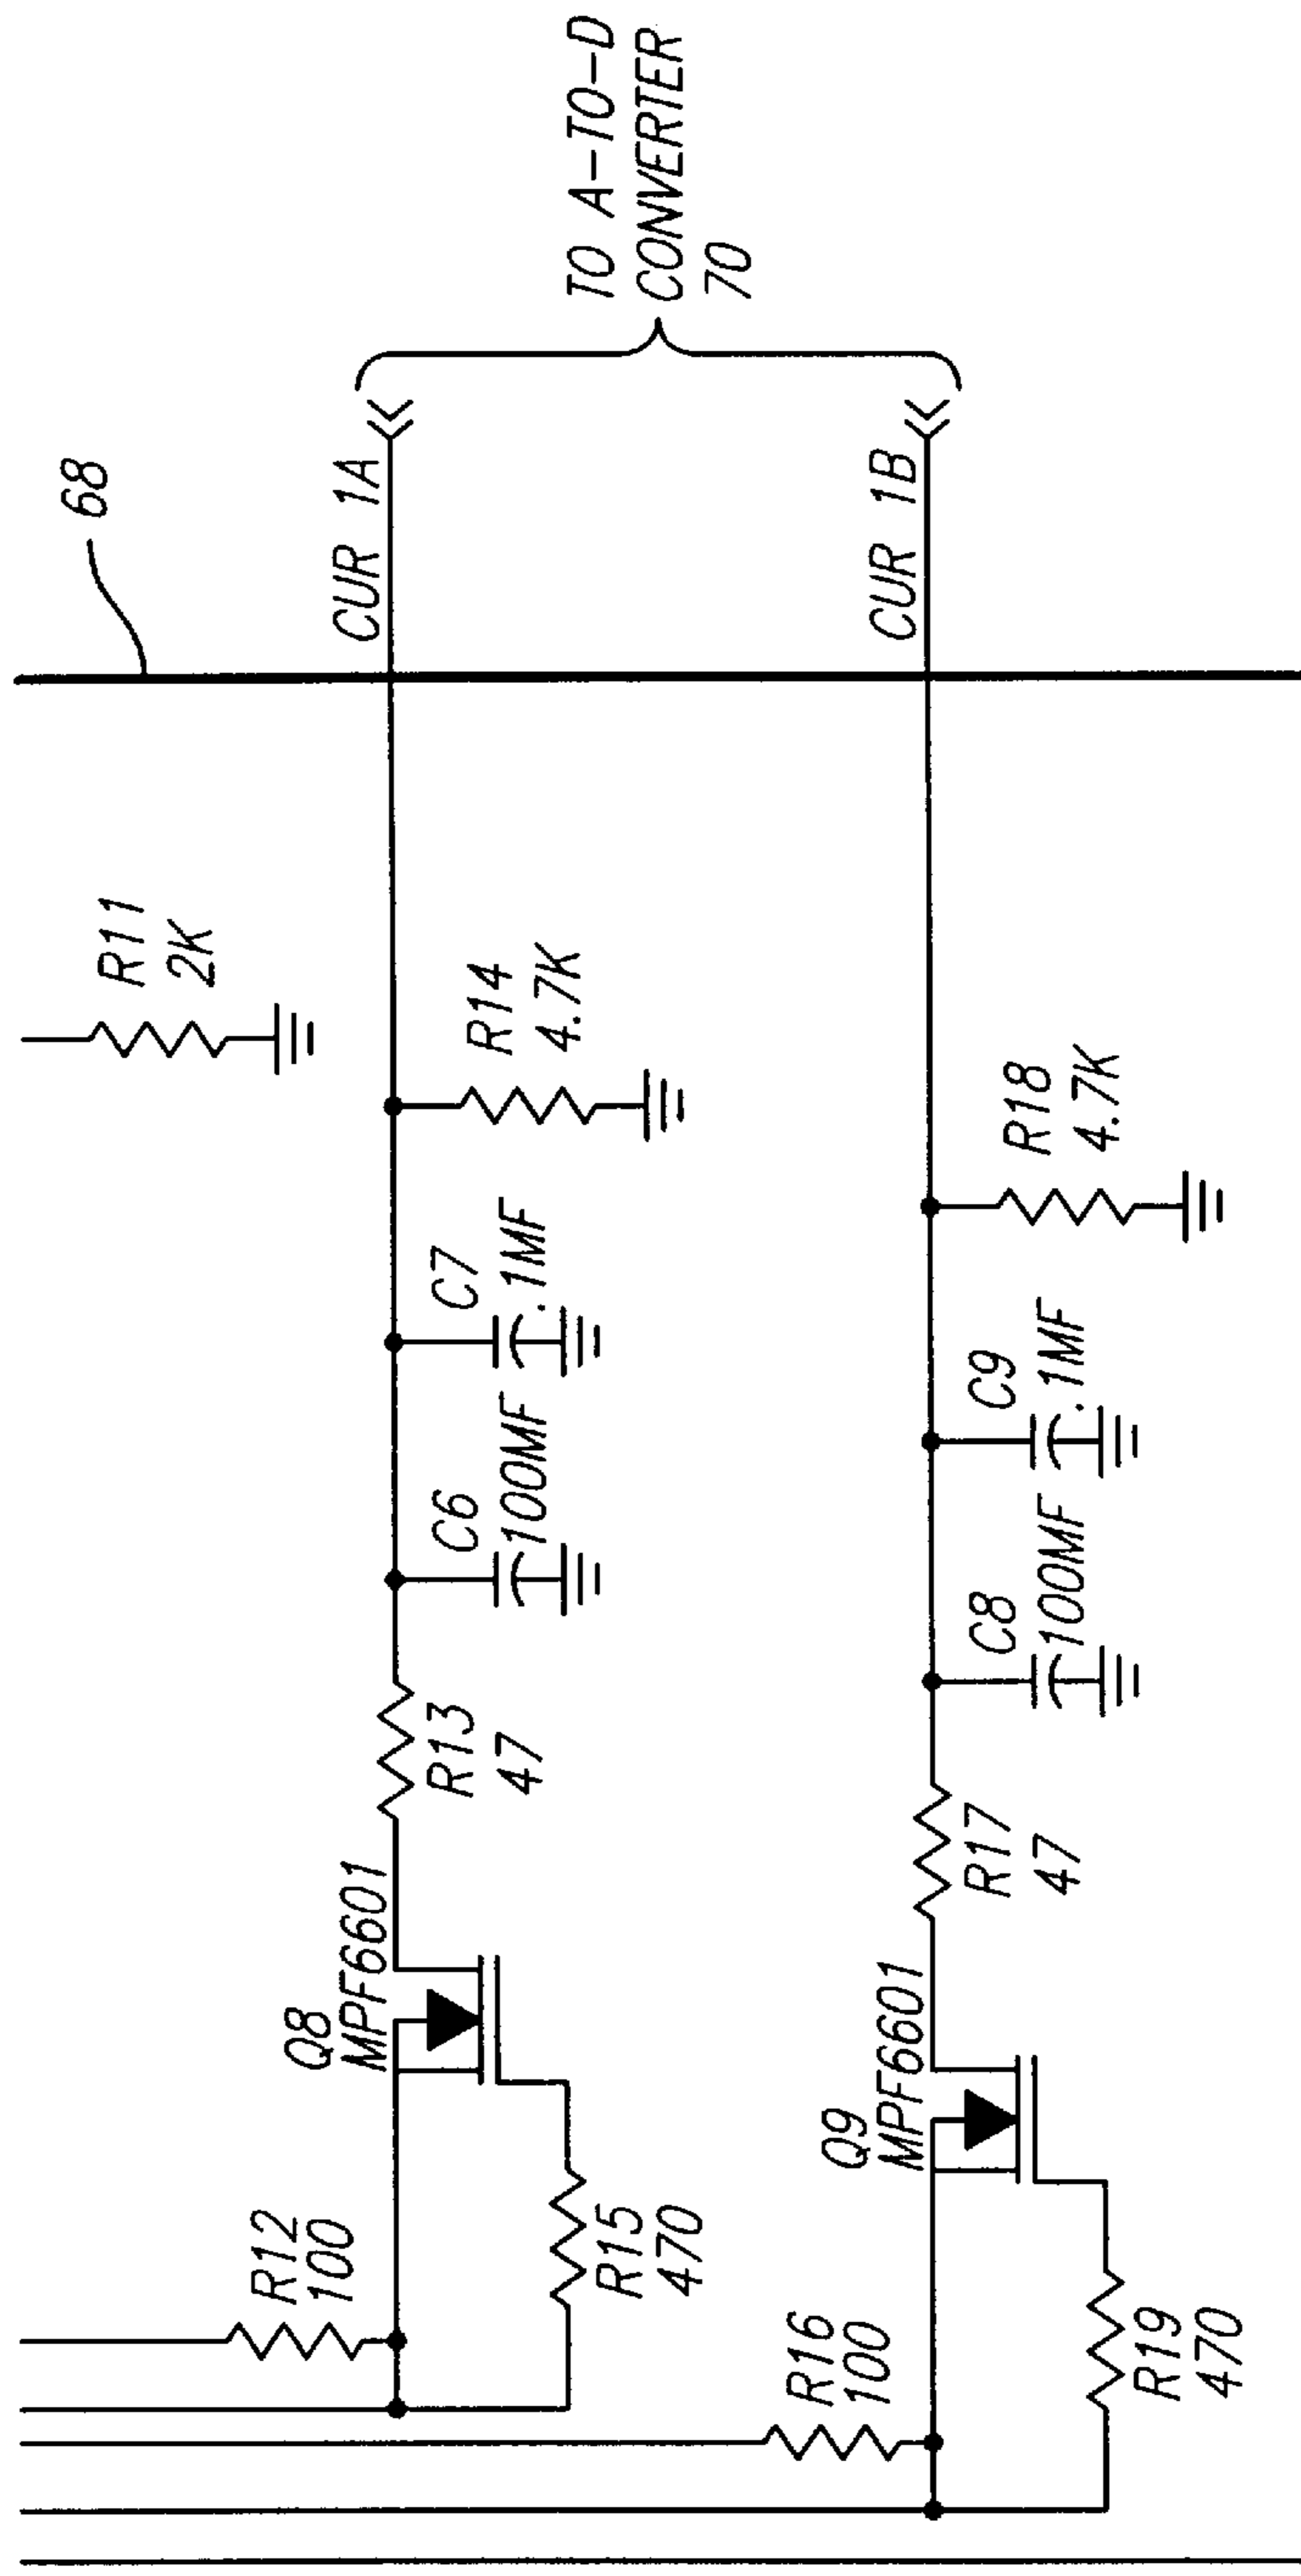 68
R11
2K
CUR 1A
TO A-TO-D
CONVERTER
70
R14
4.7K
C7
.1MF
C6
100MF
R13
47
Q8
MPF6601
R12
100
R15
470
CUR 1B
R18
4.7K
C9
.1MF
C8
100MF
R17
47
Q9
MPF6601
R16
100
R19
470